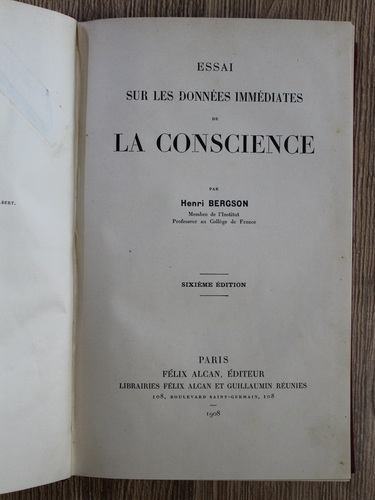 LBERT.
ESSAI
SUR LES DONNÉES IMMÉDIATES
DE
LA CONSCIENCE
PAR
Henri BERGSON
Membre de l'Institut
Professeur au Collège de France
SIXIÈME ÉDITION
PARIS
FÉLIX ALCAN, ÉDITEUR
LIBRAIRIES FÉLIX ALCAN ET GUILLAUMIN RÉUNIES
108, BOULEVARD SAINT-GERMAIN, 108
1908